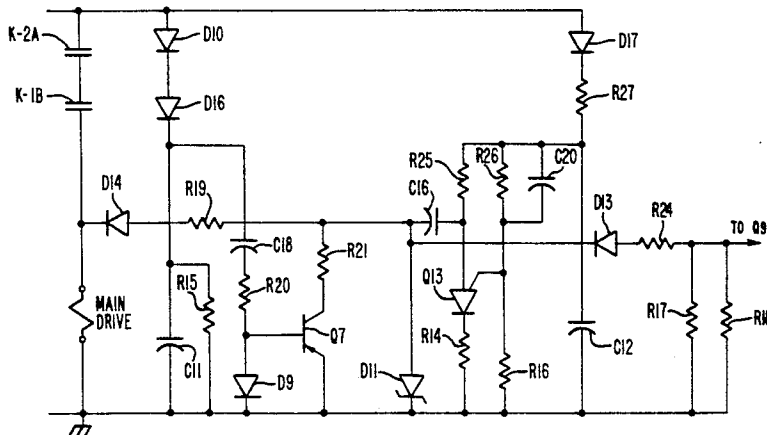 K-2A
D10
D17
K-1B
D16
R27
R25
R26
C20
C16
D14
R19
D13
R24
TO Q9
C18
R21
R15
R20
Q13
MAIN
DRIVE
Q7
R14
R17
C11
D9
D11
R16
C12